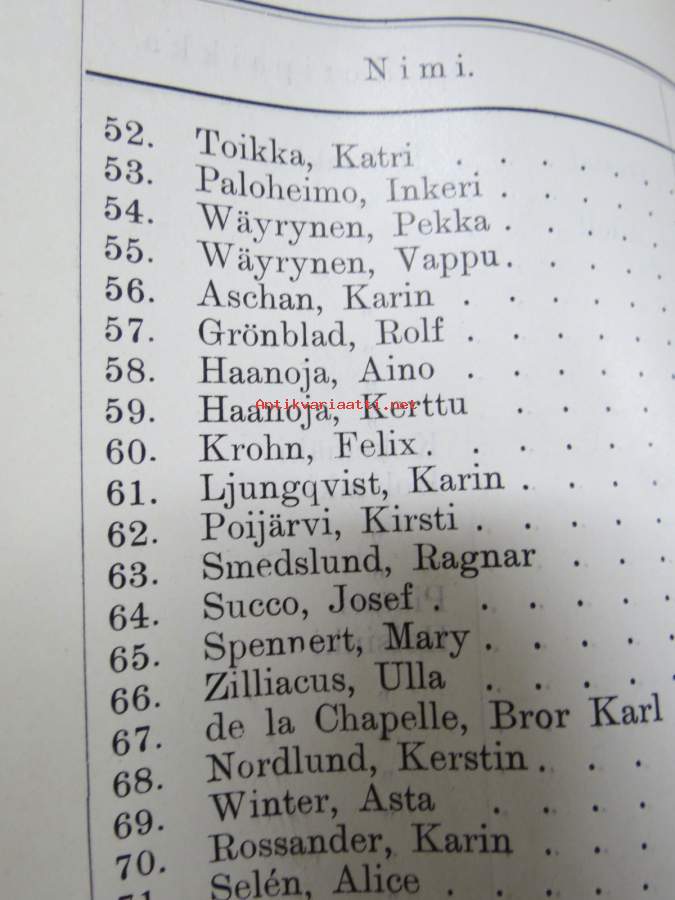 Nimi.
52. Toikka, Katri . . . . . .
53. Paloheimo, Inkeri . . . . .
54. Wäyrynen, Pekka . . . . .
55. Wäyrynen, Vappu . . . . .
56. Aschan, Karin . . . . . .
57. Grönblad, Rolf . . . . . .
58. Haanoja, Aino . . . . . .
59. Haanoja, Kerttu . . . .
Antikvariaatti.net
60. Krohn, Felix . . . . . .
61. Ljungqvist, Karin . . . .
62. Poijärvi, Kirsti . . . . .
63. Smedslund, Ragnar . . .
64. Succo, Josef . . . . . .
65. Spennert, Mary . . . . .
66. Zilliacus, Ulla . . . . .
67. de la Chapelle, Bror Karl
68. Nordlund, Kerstin . . .
69. Winter, Asta . . . .
70. Rossander, Karin . . .
71. Selén, Alice . . . . .